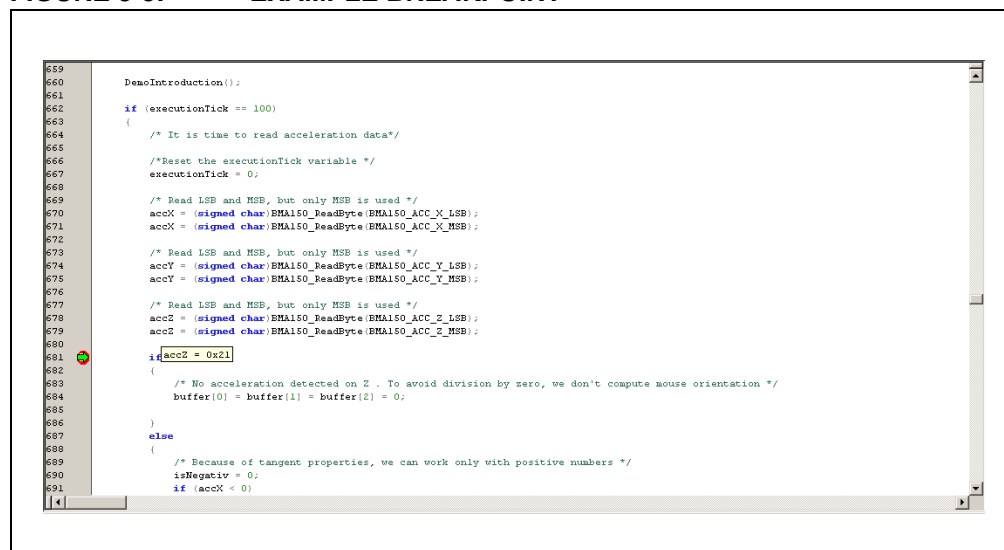 659
660 DemoIntroduction();
661
662 if (executionTick == 100)
663 {
664 /* It is time to read acceleration data*/
665
666 /*Reset the executionTick variable */
667 executionTick = 0;
668
669 /* Read LSB and MSB, but only MSB is used */
670 accX = (signed char)BMA150_ReadByte(BMA150_ACC_X_LSB);
671 accX = (signed char)BMA150_ReadByte(BMA150_ACC_X_MSB);
672
673 /* Read LSB and MSB, but only MSB is used */
674 accY = (signed char)BMA150_ReadByte(BMA150_ACC_Y_LSB);
675 accY = (signed char)BMA150_ReadByte(BMA150_ACC_Y_MSB);
676
677 /* Read LSB and MSB, but only MSB is used */
678 accZ = (signed char)BMA150_ReadByte(BMA150_ACC_Z_LSB);
679 accZ = (signed char)BMA150_ReadByte(BMA150_ACC_Z_MSB);
680
681 if accZ = 0x21
682 {
683 /* No acceleration detected on Z . To avoid division by zero, we don't compute mouse orientation */
684 buffer[0] = buffer[1] = buffer[2] = 0;
685
686 }
687 else
688 {
689 /* Because of tangent properties, we can work only with positive numbers */
690 isNegativ = 0;
691 if (accX < 0)